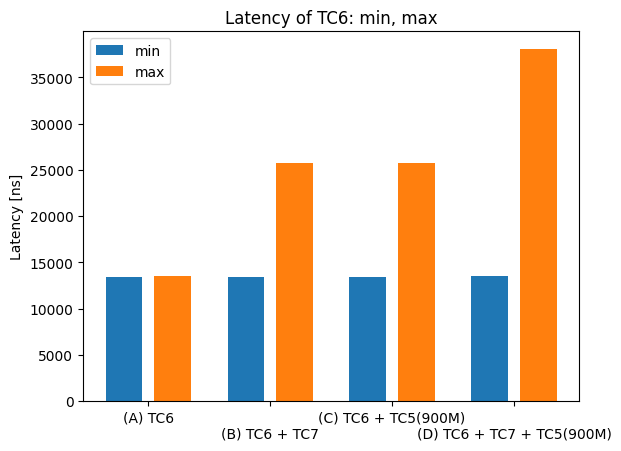 Latency of TC6: min, max
min
max
Latency [ns]
35000
30000
25000
20000
15000
10000
5000
0
(A) TC6
(B) TC6 + TC7
(C) TC6 + TC5(900M)
(D) TC6 + TC7 + TC5(900M)